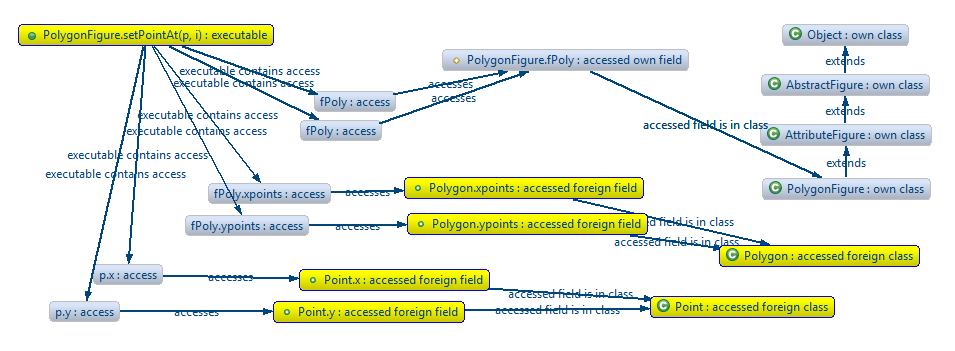 PolygonFigure.setPointAt(p, i) : executable
Object : own class
PolygonFigure.fPoly : accessed own field
extends
executable contains access
executable contains access
accesses
AbstractFigure : own class
fPoly : access
accesses
extends
executable contains access
accessed field is in class
fPoly : access
executable contains access
AttributeFigure : own class
executable contains access
extends
executable contains access
fPoly.xpoints : access
accesses
Polygon.xpoints : accessed foreign field
PolygonFigure : own class
fPoly.ypoints : access
accesses
Polygon.ypoints : accessed foreign field
ed field is in class
accessed field is in class
Polygon : accessed foreign class
p.x : access
accesses
Point.x : accessed foreign field
accessed field is in class
p.y : access
accesses
Point.y : accessed foreign field
accessed field is in class
Point : accessed foreign class